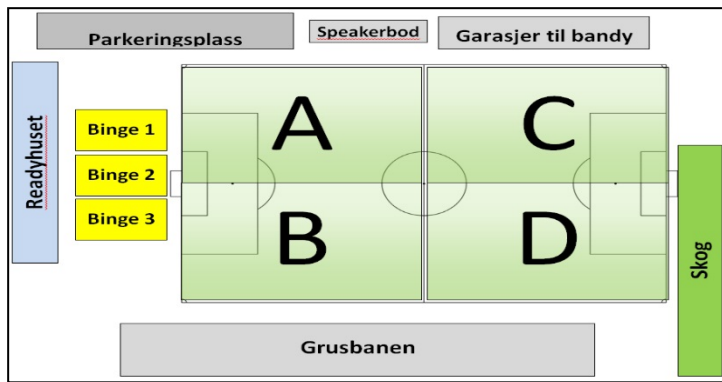 Parkeringsplass
Speakerbod
Garasjer til bandy
Readyhuset
Binge 1
Binge 2
Binge 3
A
C
B
D
Skog
Grusbanen